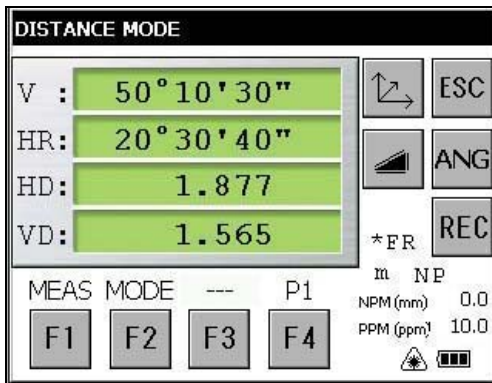 DISTANCE MODE
V : 50°10'30"
HR: 20°30'40"
HD: 1.877
VD: 1.565
ESC
ANG
REC
*FR
m NP
NPM (mm) 0.0
PPM (ppm) 10.0
MEAS MODE --- P1
F1 F2 F3 F4